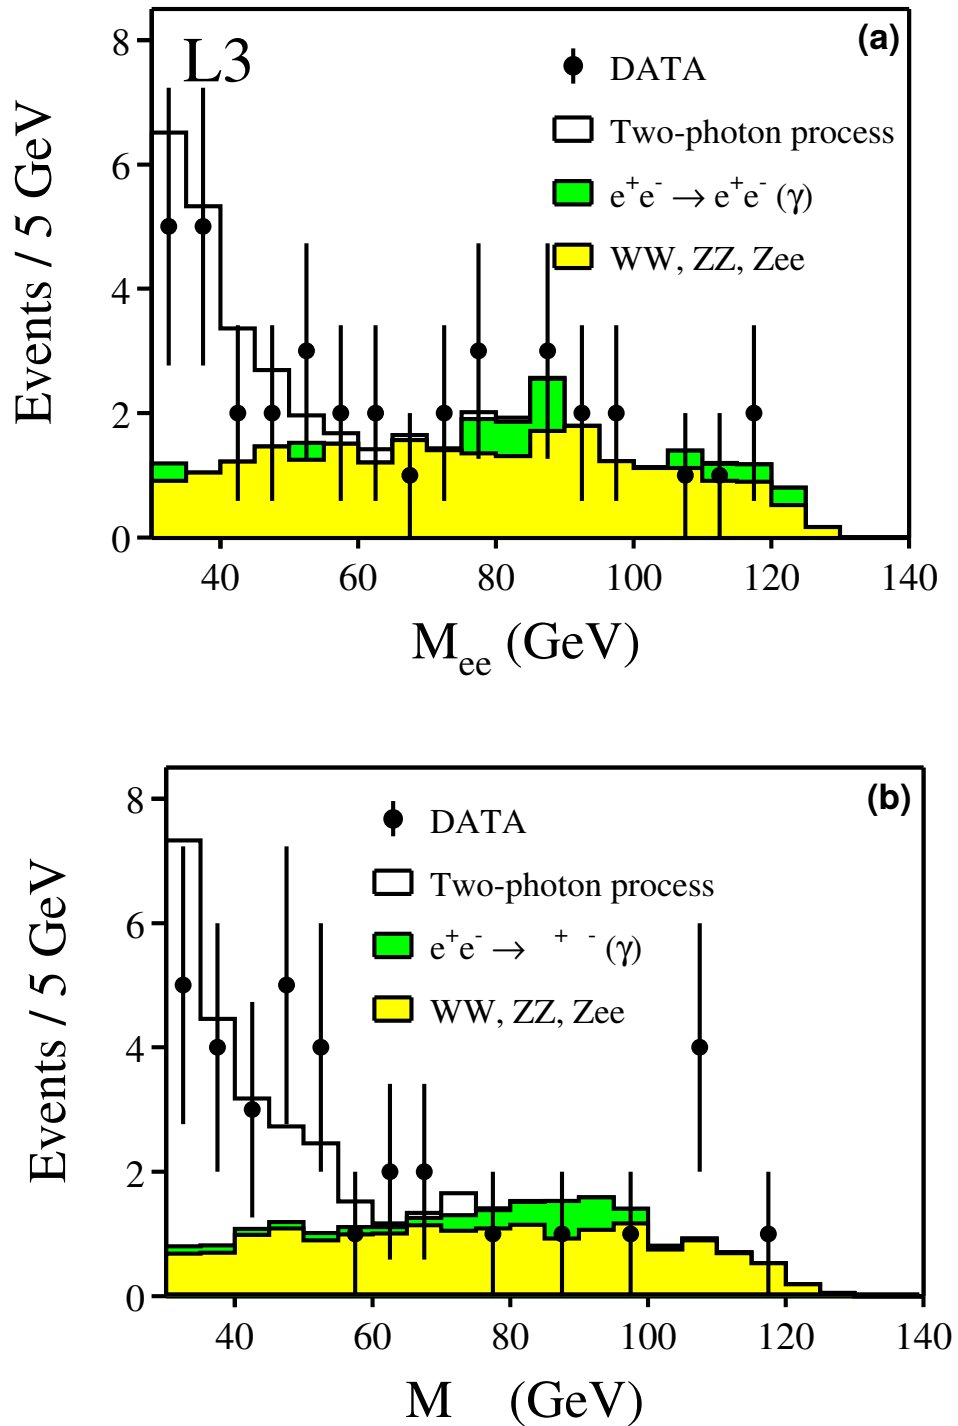 (a)
L3
DATA
Two-photon process
e⁺e⁻ → e⁺e⁻ (γ)
WW, ZZ, Zee
Events / 5 GeV
8
6
4
2
0
40 60 80 100 120 140
M_ee (GeV)
(b)
DATA
Two-photon process
e⁺e⁻ → ⁺ ⁻ (γ)
WW, ZZ, Zee
Events / 5 GeV
8
6
4
2
0
40 60 80 100 120 140
M (GeV)